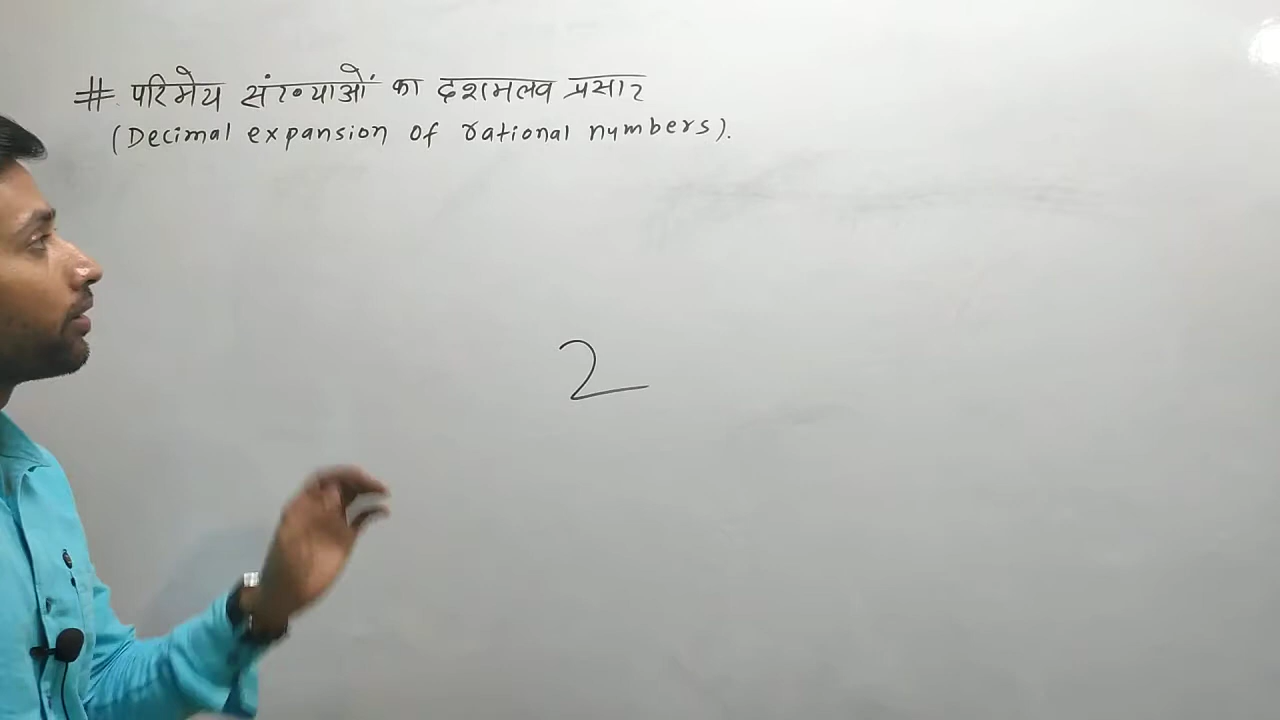 # परिमेय संख्याओं का दशमलव प्रसार
(Decimal expansion of rational numbers).
2